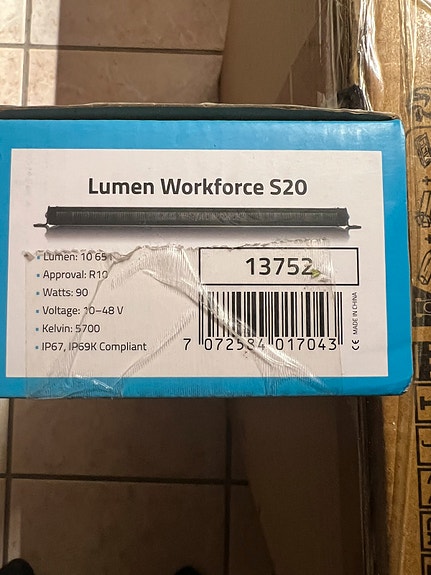 Lumen Workforce S20
• Lumen: 10 65
• Approval: R10
• Watts: 90
• Voltage: 10–48 V
• Kelvin: 5700
• IP67, IP69K Compliant
13752
7 072584 017043
CE MADE IN CHINA